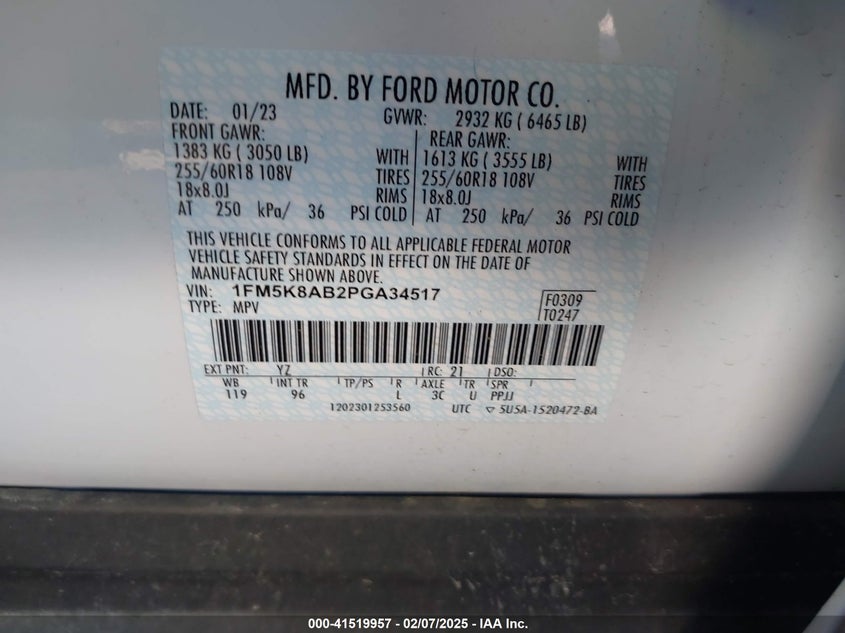 MFD. BY FORD MOTOR CO.
DATE: 01/23 GVWR: 2932 KG ( 6465 LB)
FRONT GAWR: REAR GAWR:
1383 KG ( 3050 LB) WITH 1613 KG ( 3555 LB) WITH
255/60R18 108V TIRES 255/60R18 108V TIRES
18x8.0J RIMS 18x8.0J RIMS
AT 250 kPa/ 36 PSI COLD AT 250 kPa/ 36 PSI COLD
THIS VEHICLE CONFORMS TO ALL APPLICABLE FEDERAL MOTOR
VEHICLE SAFETY STANDARDS IN EFFECT ON THE DATE OF
MANUFACTURE SHOWN ABOVE.
VIN: 1FM5K8AB2PGA34517 F0309
TYPE: MPV T0247
EXT PNT: YZ RC: 21 DSO:
WB INT TR TP/PS R AXLE TR SPR
119 96 L 3C U PPJJ
1202301253560 UTC ▽ 5U5A-1520472-BA
000-41519957 - 02/07/2025 - IAA Inc.